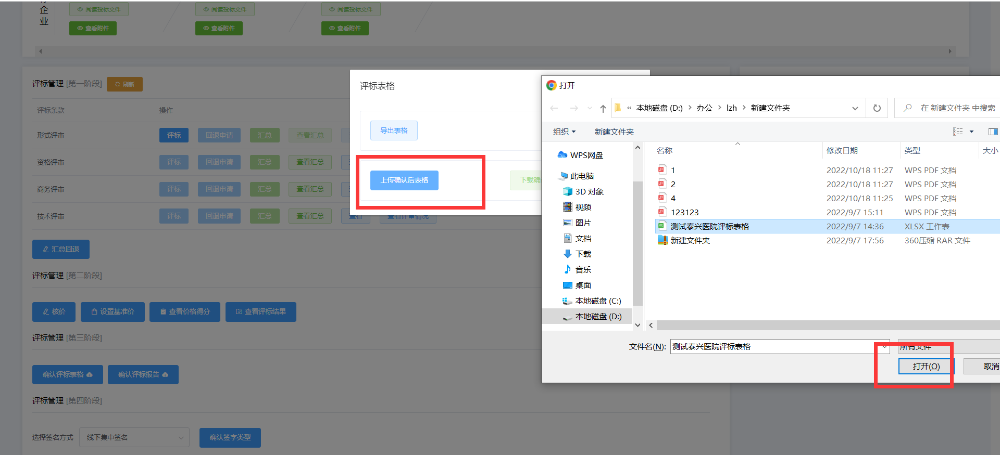 企
业
阅读投标文件
阅读投标文件
阅读投标文件
查看附件
查看附件
查看附件
评标管理 [第一阶段]
刷新
评标条款
操作
形式评审
评标
回退申请
汇总
查看汇总
资格评审
评标
回退申请
汇总
查看汇总
商务评审
评标
回退申请
汇总
查看汇总
技术评审
评标
回退申请
汇总
查看汇总
查看
查看评审情况
汇总回退
评标管理 [第二阶段]
核价
设置基准价
查看价格得分
查看评标结果
评标管理 [第三阶段]
确认评标表格
确认评标报告
评标管理 [第四阶段]
选择签名方式
线下集中签名
确认签字类型
评标表格
导出表格
上传确认后表格
下载确
打开
« 本地磁盘 (D:) › 办公 › lzh › 新建文件夹
在 新建文件夹 中搜索
组织
新建文件夹
WPS网盘
此电脑
3D 对象
视频
图片
文档
下载
音乐
桌面
本地磁盘 (C:)
本地磁盘 (D:)
名称
修改日期
类型
大小
1
2022/10/18 11:27
WPS PDF 文档
2
2022/10/18 11:27
WPS PDF 文档
4
2022/10/18 11:25
WPS PDF 文档
123123
2022/9/7 15:11
WPS PDF 文档
测试泰兴医院评标表格
2022/9/7 14:36
XLSX 工作表
新建文件夹
2022/9/7 17:56
360压缩 RAR 文件
文件名(N):
测试泰兴医院评标表格
所有文件
打开(O)
取消